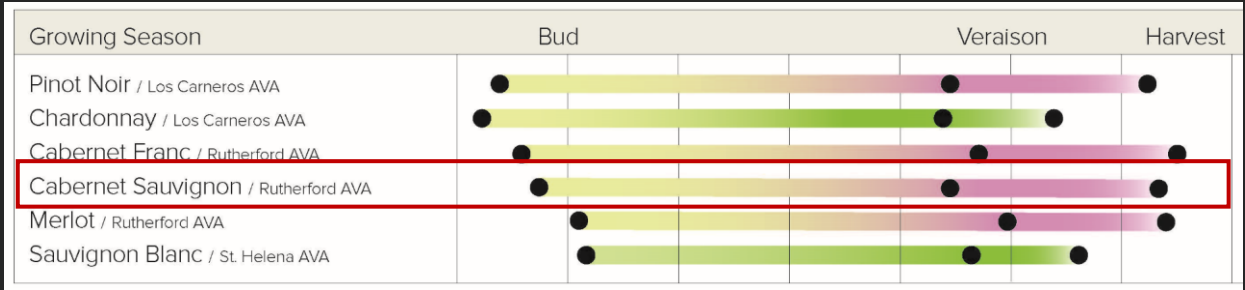 Growing Season Bud Veraison Harvest
Pinot Noir / Los Carneros AVA
Chardonnay / Los Carneros AVA
Cabernet Franc / Rutherford AVA
Cabernet Sauvignon / Rutherford AVA
Merlot / Rutherford AVA
Sauvignon Blanc / St. Helena AVA